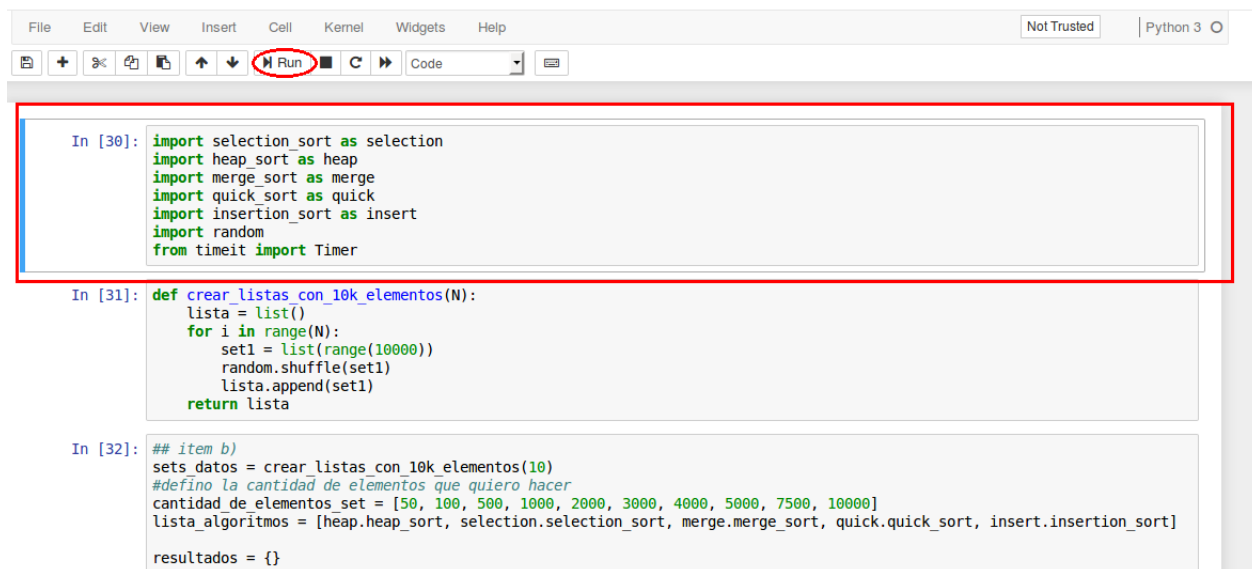 File Edit View Insert Cell Kernel Widgets Help Not Trusted Python 3
Run Code
In [30]: import selection_sort as selection
import heap_sort as heap
import merge_sort as merge
import quick_sort as quick
import insertion_sort as insert
import random
from timeit import Timer
In [31]: def crear_listas_con_10k_elementos(N):
    lista = list()
    for i in range(N):
        set1 = list(range(10000))
        random.shuffle(set1)
        lista.append(set1)
    return lista
In [32]: ## item b)
sets_datos = crear_listas_con_10k_elementos(10)
#defino la cantidad de elementos que quiero hacer
cantidad_de_elementos_set = [50, 100, 500, 1000, 2000, 3000, 4000, 5000, 7500, 10000]
lista_algoritmos = [heap.heap_sort, selection.selection_sort, merge.merge_sort, quick.quick_sort, insert.insertion_sort]
resultados = {}